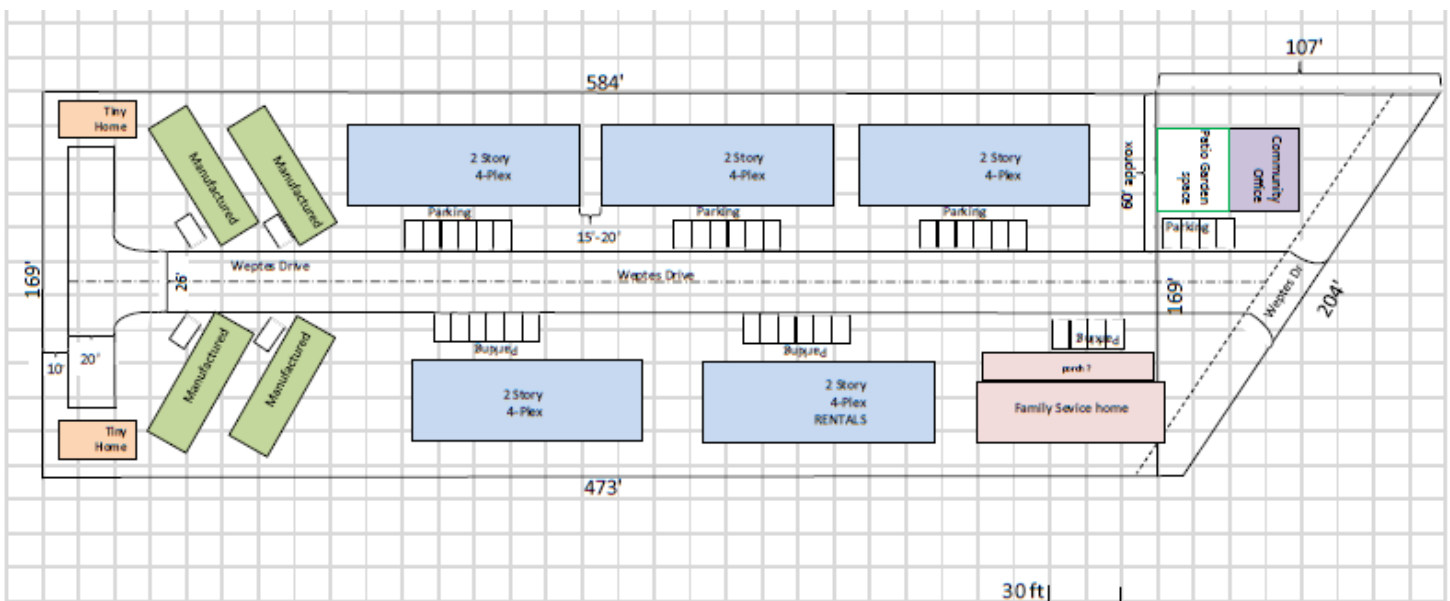 107'
584'
Tiny
Home
Manufactured
Manufactured
2 Story
4-Plex
2 Story
4-Plex
2 Story
4-Plex
60' approx
Patio Garden
space
Community
Office
Parking
Parking
Parking
Parking
15'-20'
Weptes Drive
Weptes Drive
Weptes Dr
169'
26'
169'
204'
10'
20'
Manufactured
Manufactured
Parking
Parking
Parking
porch ?
2 Story
4-Plex
2 Story
4-Plex
RENTALS
Family Sevice home
Tiny
Home
473'
30 ft